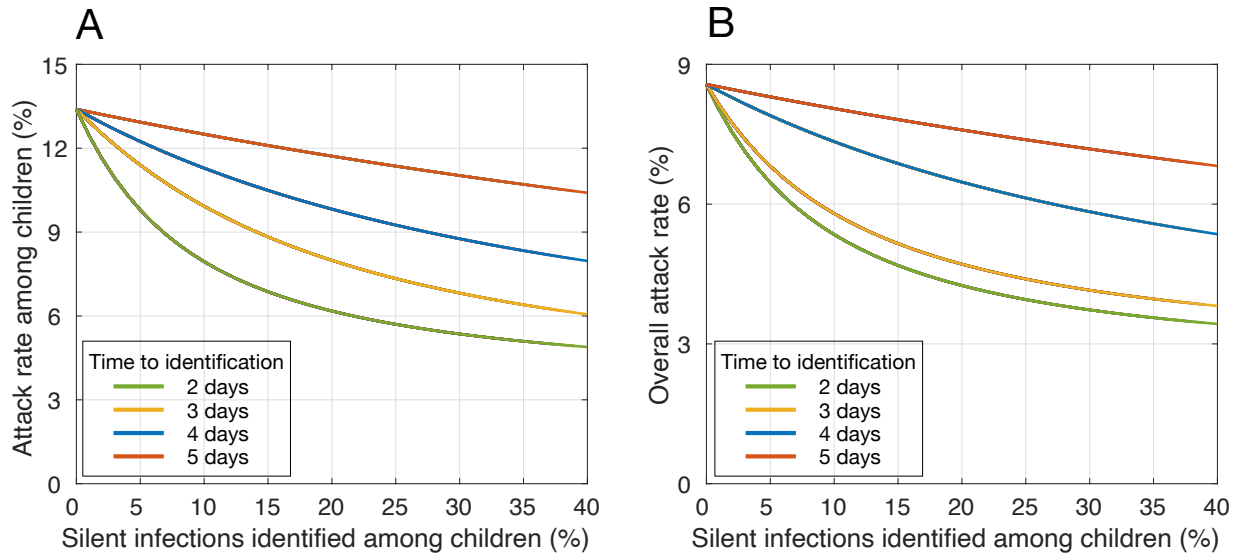 A
Attack rate among children (%)
15
12
9
6
3
0
Time to identification
2 days
3 days
4 days
5 days
0 5 10 15 20 25 30 35 40
Silent infections identified among children (%)
B
Overall attack rate (%)
9
6
3
0
Time to identification
2 days
3 days
4 days
5 days
0 5 10 15 20 25 30 35 40
Silent infections identified among children (%)